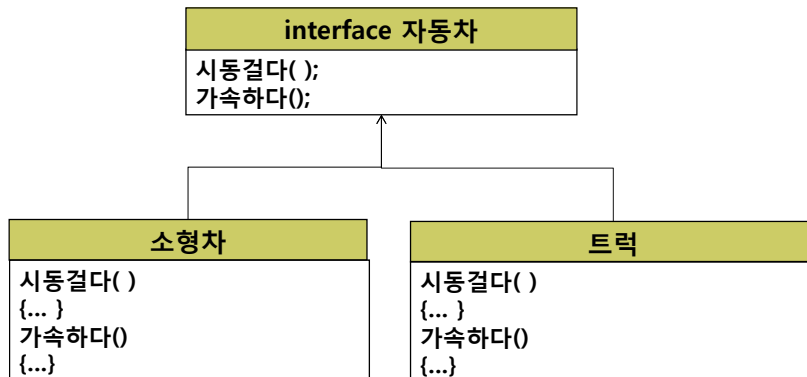 interface 자동차
시동걸다( );
가속하다();
소형차
시동걸다( )
{... }
가속하다()
{...}
트럭
시동걸다( )
{... }
가속하다()
{...}